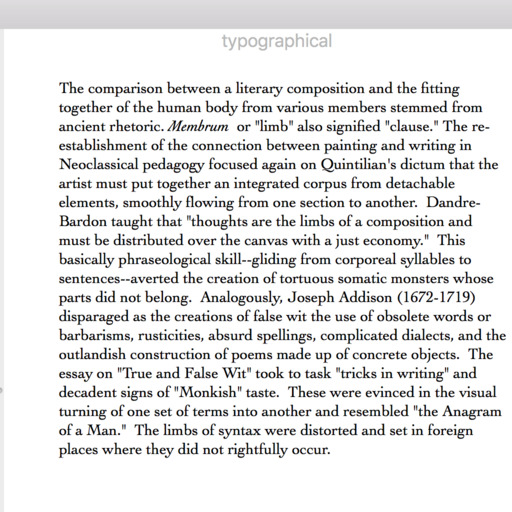 typographical
The comparison between a literary composition and the fitting
together of the human body from various members stemmed from
ancient rhetoric. Membrum  or "limb" also signified "clause." The re-
establishment of the connection between painting and writing in
Neoclassical pedagogy focused again on Quintilian's dictum that the
artist must put together an integrated corpus from detachable
elements, smoothly flowing from one section to another.  Dandre-
Bardon taught that "thoughts are the limbs of a composition and
must be distributed over the canvas with a just economy."  This
basically phraseological skill--gliding from corporeal syllables to
sentences--averted the creation of tortuous somatic monsters whose
parts did not belong.  Analogously, Joseph Addison (1672-1719)
disparaged as the creations of false wit the use of obsolete words or
barbarisms, rusticities, absurd spellings, complicated dialects, and the
outlandish construction of poems made up of concrete objects.  The
essay on "True and False Wit" took to task "tricks in writing" and
decadent signs of "Monkish" taste.  These were evinced in the visual
turning of one set of terms into another and resembled "the Anagram
of a Man."  The limbs of syntax were distorted and set in foreign
places where they did not rightfully occur.